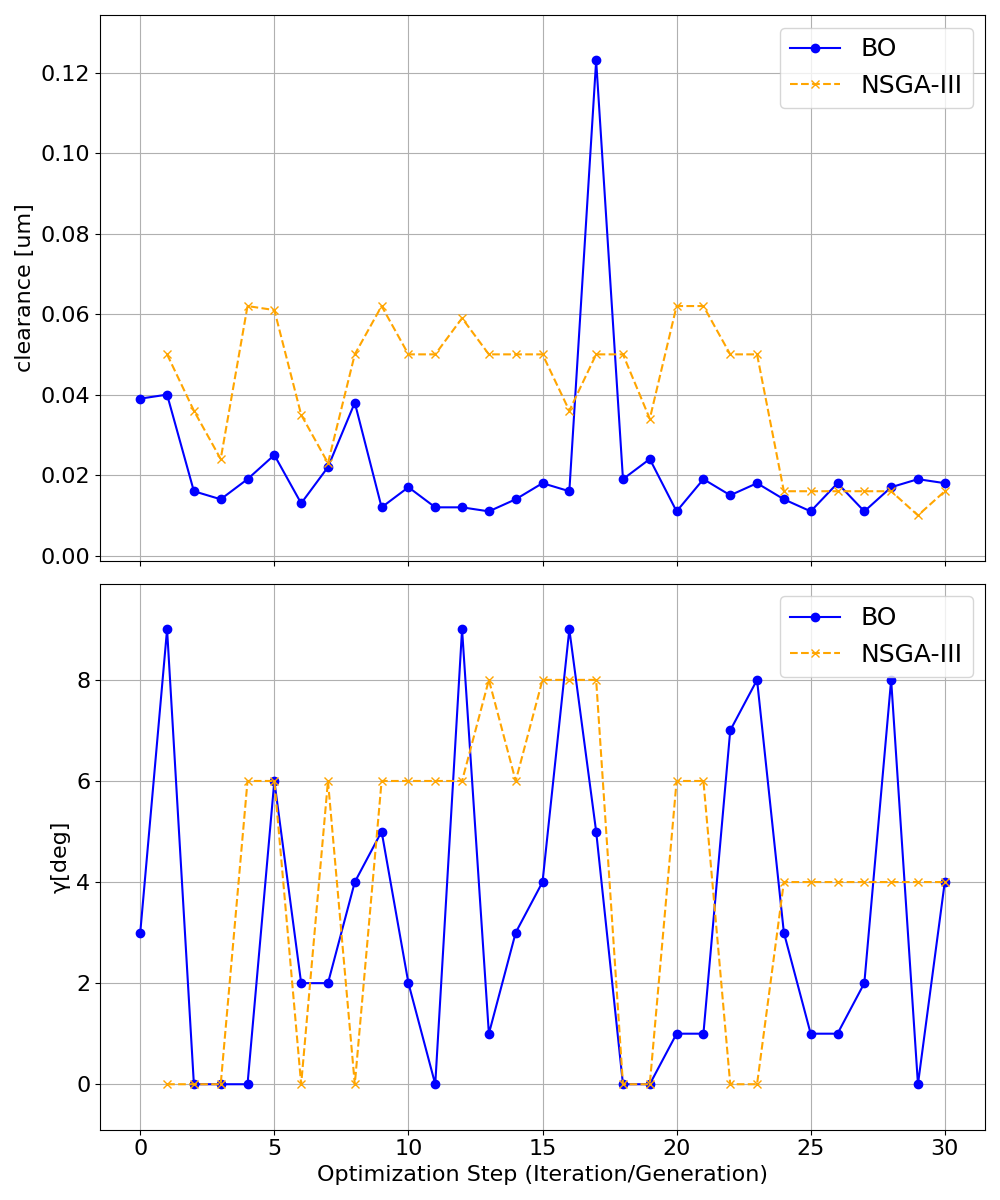 BO
NSGA-III
0.12
0.10
0.08
0.06
0.04
0.02
0.00
clearance [um]
BO
NSGA-III
8
6
4
2
0
γ[deg]
0 5 10 15 20 25 30
Optimization Step (Iteration/Generation)